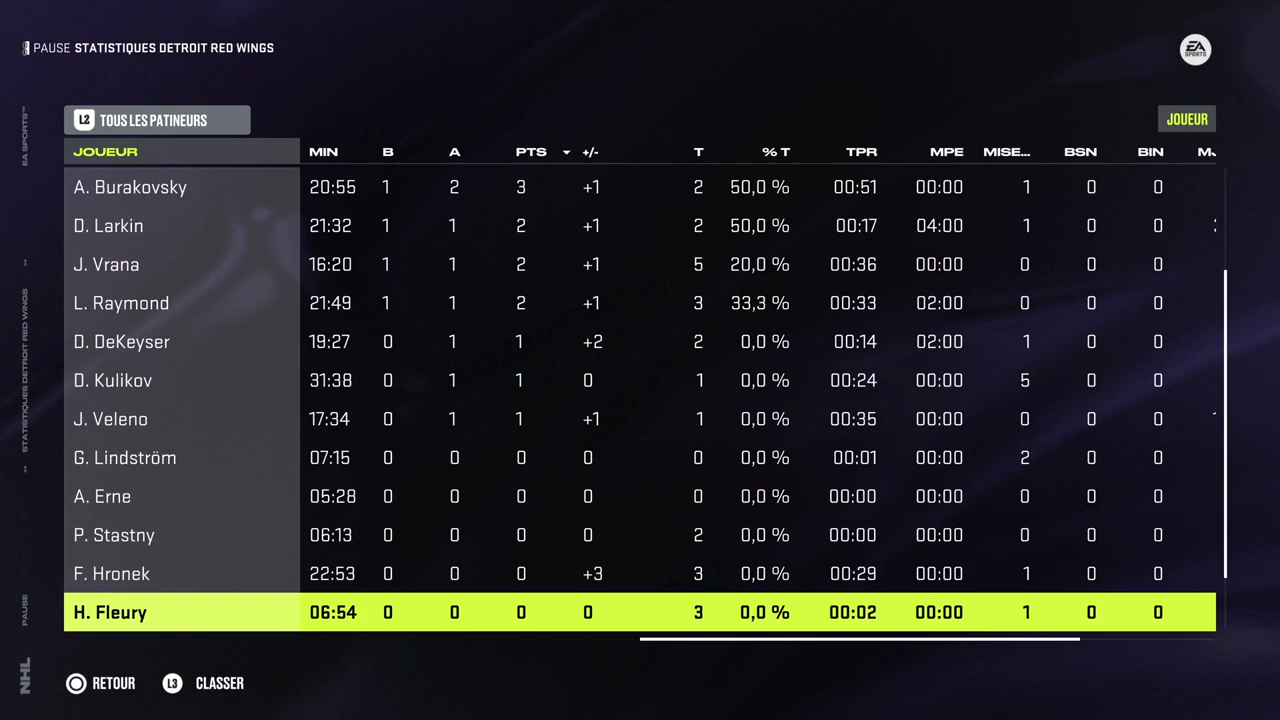 PAUSE STATISTIQUES DETROIT RED WINGS
EA SPORTS
L2 TOUS LES PATINEURS
JOUEUR
JOUEUR MIN B A PTS +/- T % T TPR MPE MISE... BSN BIN
A. Burakovsky 20:55 1 2 3 +1 2 50,0 % 00:51 00:00 1 0 0
D. Larkin 21:32 1 1 2 +1 2 50,0 % 00:17 04:00 1 0 0
J. Vrana 16:20 1 1 2 +1 5 20,0 % 00:36 00:00 0 0 0
L. Raymond 21:49 1 1 2 +1 3 33,3 % 00:33 02:00 0 0 0
D. DeKeyser 19:27 0 1 1 +2 2 0,0 % 00:14 02:00 1 0 0
D. Kulikov 31:38 0 1 1 0 1 0,0 % 00:24 00:00 5 0 0
J. Veleno 17:34 0 1 1 +1 1 0,0 % 00:35 00:00 0 0 0
G. Lindström 07:15 0 0 0 0 0 0,0 % 00:01 00:00 2 0 0
A. Erne 05:28 0 0 0 0 0 0,0 % 00:00 00:00 0 0 0
P. Stastny 06:13 0 0 0 0 2 0,0 % 00:00 00:00 0 0 0
F. Hronek 22:53 0 0 0 +3 3 0,0 % 00:29 00:00 1 0 0
H. Fleury 06:54 0 0 0 0 3 0,0 % 00:02 00:00 1 0 0
RETOUR L3 CLASSER
NHL PAUSE STATISTIQUES DETROIT RED WINGS EA SPORTS™